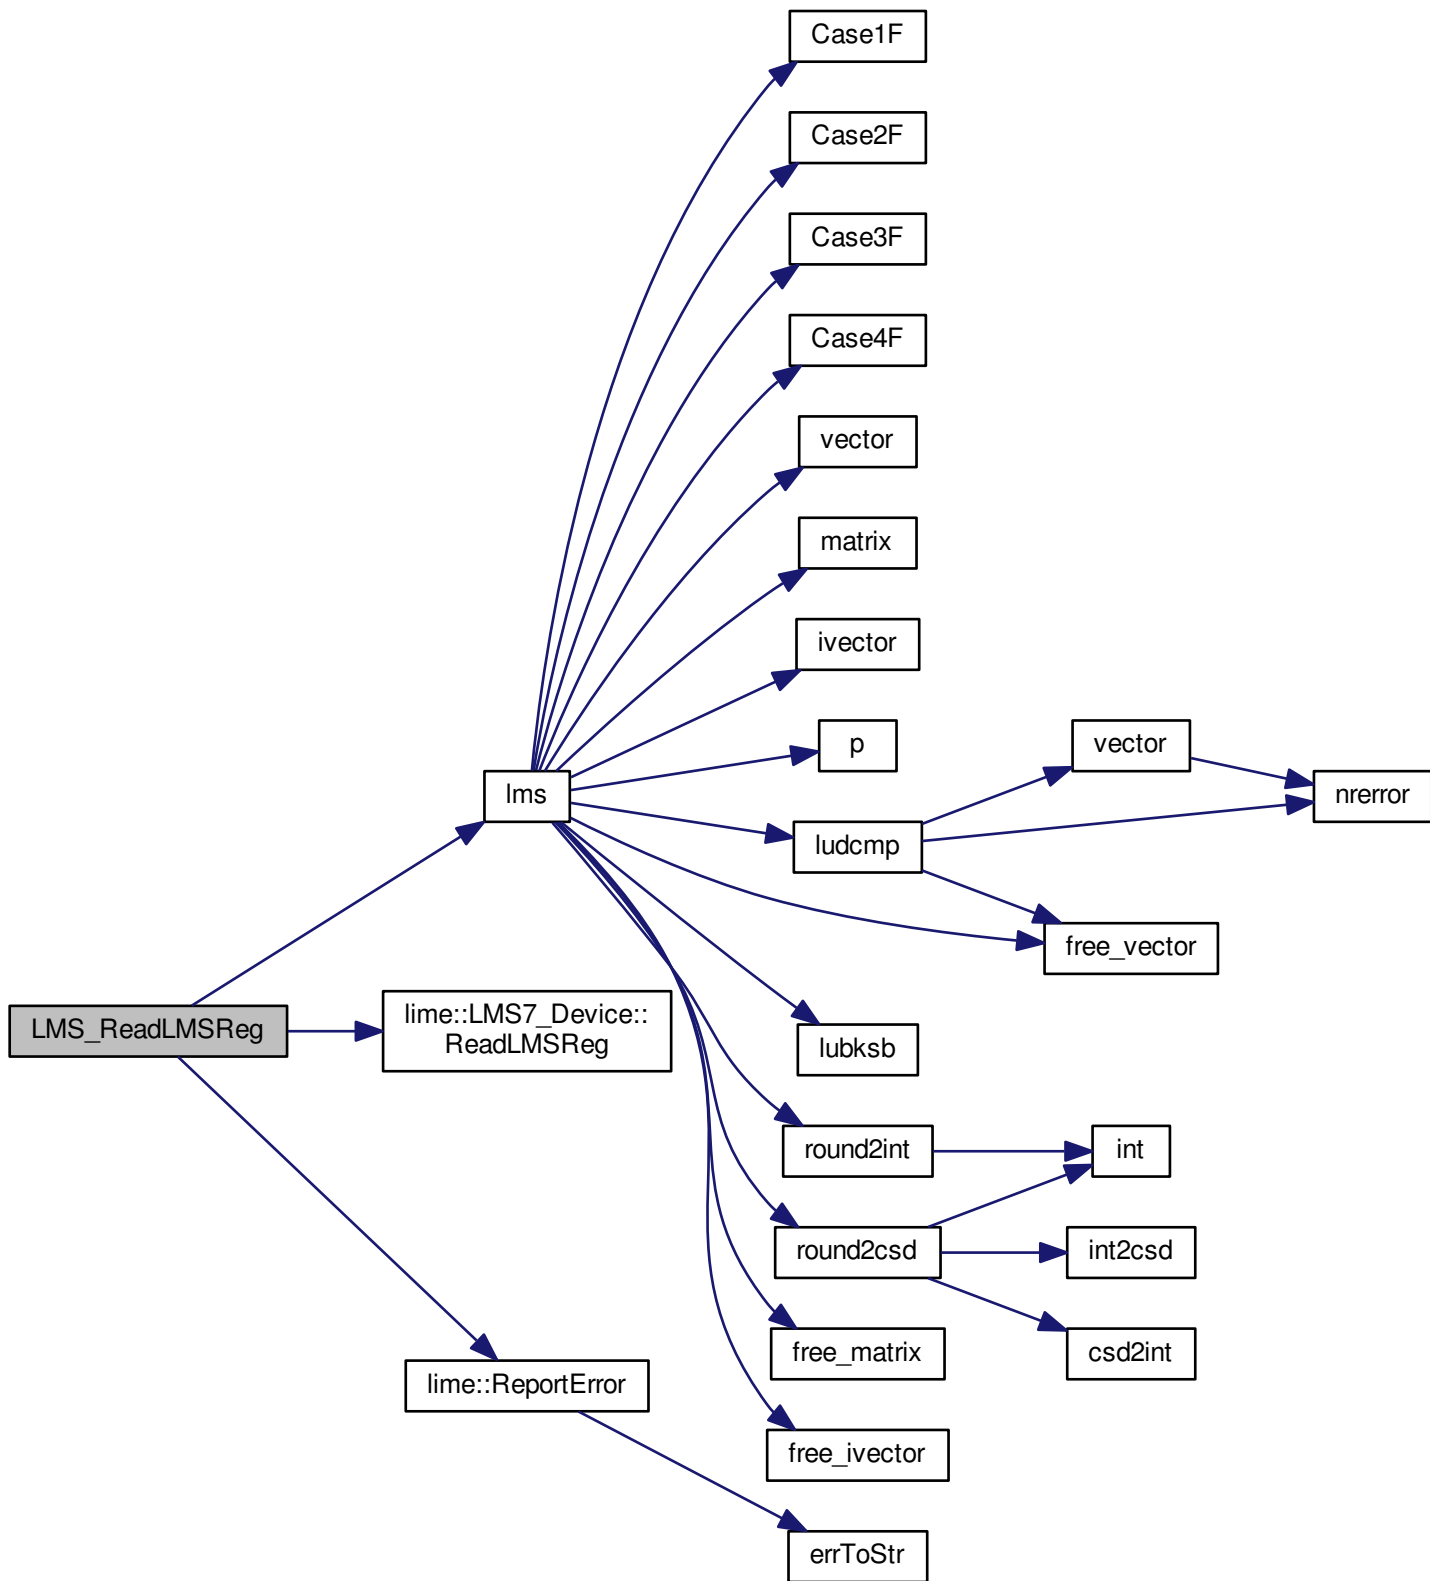 Case1F
Case2F
Case3F
Case4F
vector
matrix
ivector
p
vector
lms
nrerror
ludcmp
free_vector
lime::LMS7_Device::
ReadLMSReg
LMS_ReadLMSReg
lubksb
round2int
int
round2csd
int2csd
free_matrix
csd2int
lime::ReportError
free_ivector
errToStr